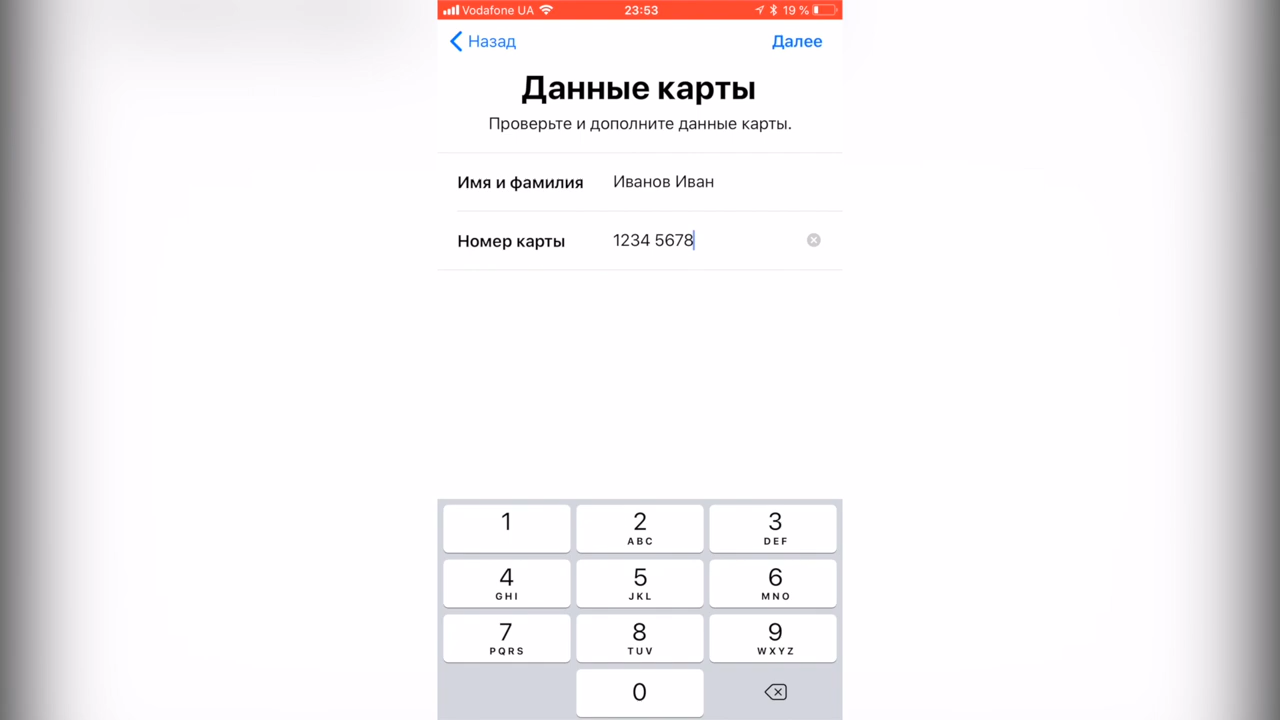 Vodafone UA 23:53 19 %
Назад Далее
Данные карты
Проверьте и дополните данные карты.
Имя и фамилия Иванов Иван
Номер карты 1234 5678
1 2 3
ABC DEF
4 5 6
GHI JKL MNO
7 8 9
PQRS TUV WXYZ
0